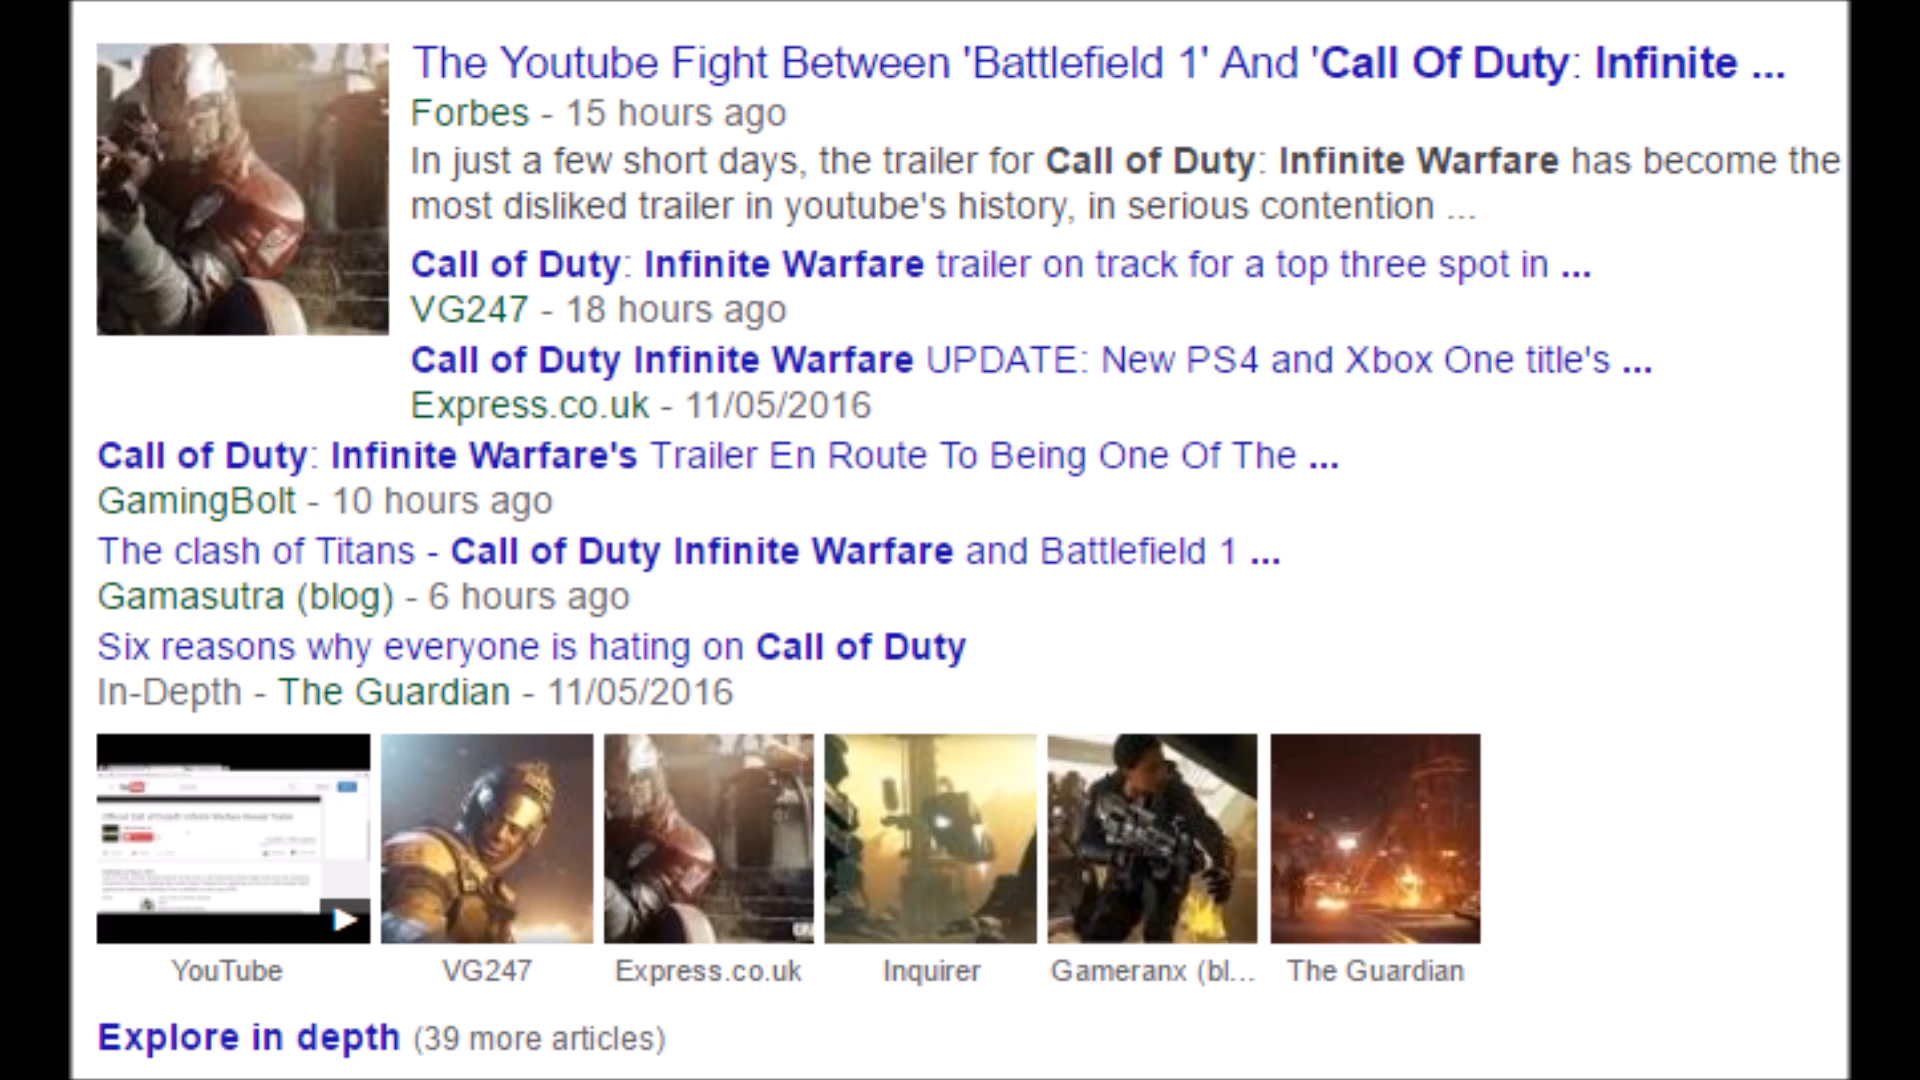 The Youtube Fight Between 'Battlefield 1' And 'Call Of Duty: Infinite ...
Forbes - 15 hours ago
In just a few short days, the trailer for Call of Duty: Infinite Warfare has become the
most disliked trailer in youtube's history, in serious contention ...
Call of Duty: Infinite Warfare trailer on track for a top three spot in ...
VG247 - 18 hours ago
Call of Duty Infinite Warfare UPDATE: New PS4 and Xbox One title's ...
Express.co.uk - 11/05/2016
Call of Duty: Infinite Warfare's Trailer En Route To Being One Of The ...
GamingBolt - 10 hours ago
The clash of Titans - Call of Duty Infinite Warfare and Battlefield 1 ...
Gamasutra (blog) - 6 hours ago
Six reasons why everyone is hating on Call of Duty
In-Depth - The Guardian - 11/05/2016
YouTube VG247 Express.co.uk Inquirer Gameranx (bl... The Guardian
Explore in depth (39 more articles)